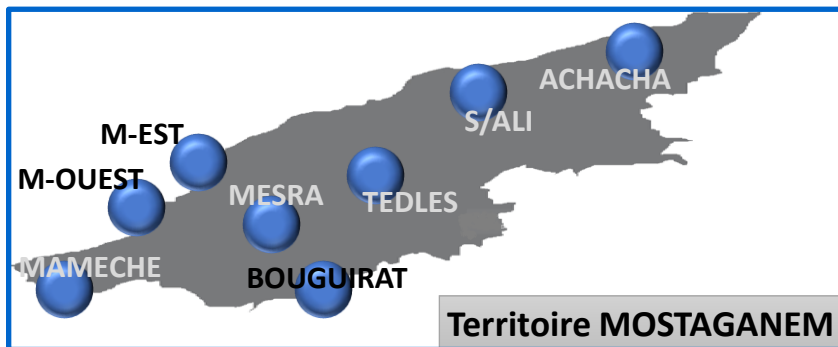 ACHACHA
S/ALI
M-EST
M-OUEST
MESRA
TEDLES
MAMECHE
BOUGUIRAT
Territoire MOSTAGANEM